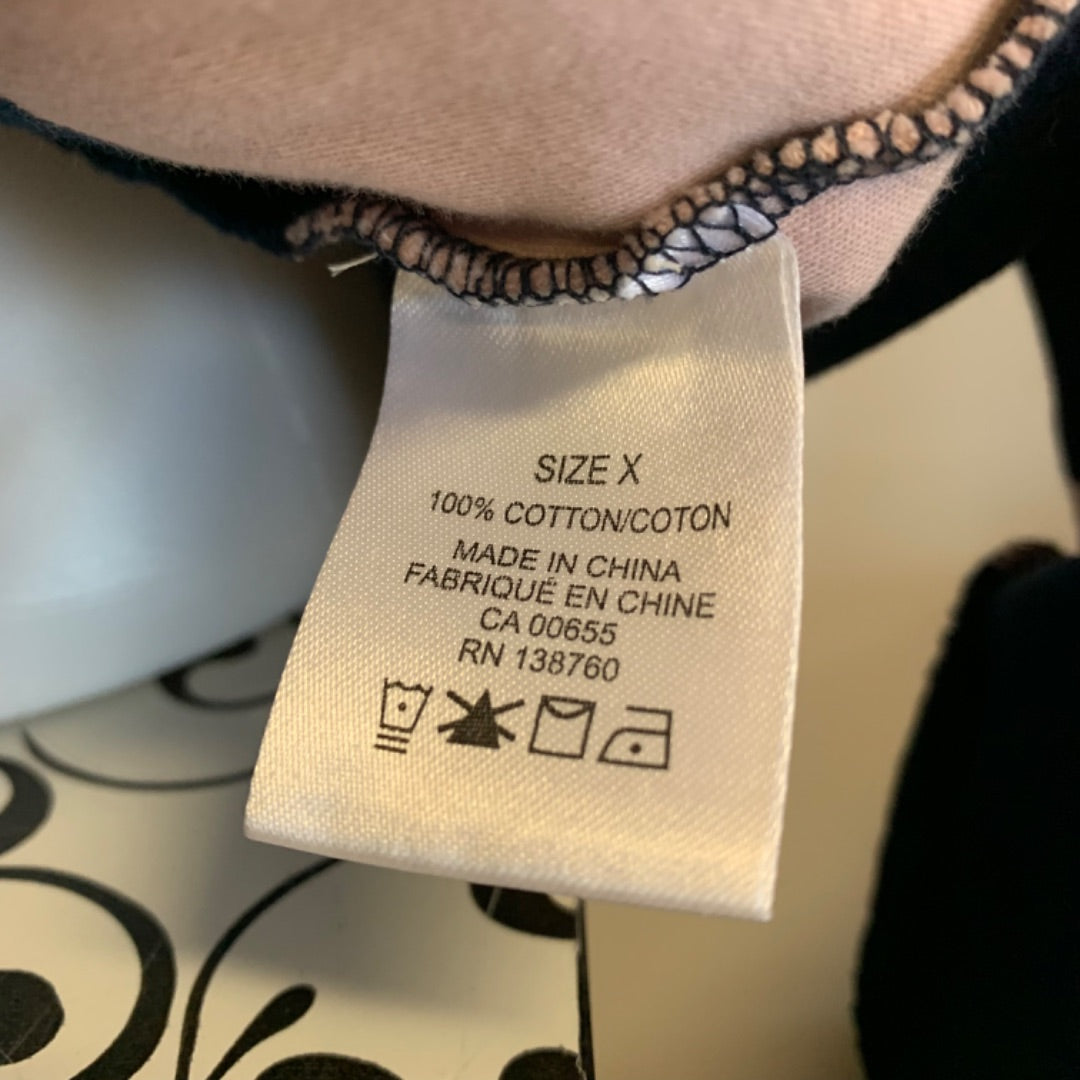 SIZE X
100% COTTON/COTON
MADE IN CHINA
FABRIQUÉ EN CHINE
CA 00655
RN 138760